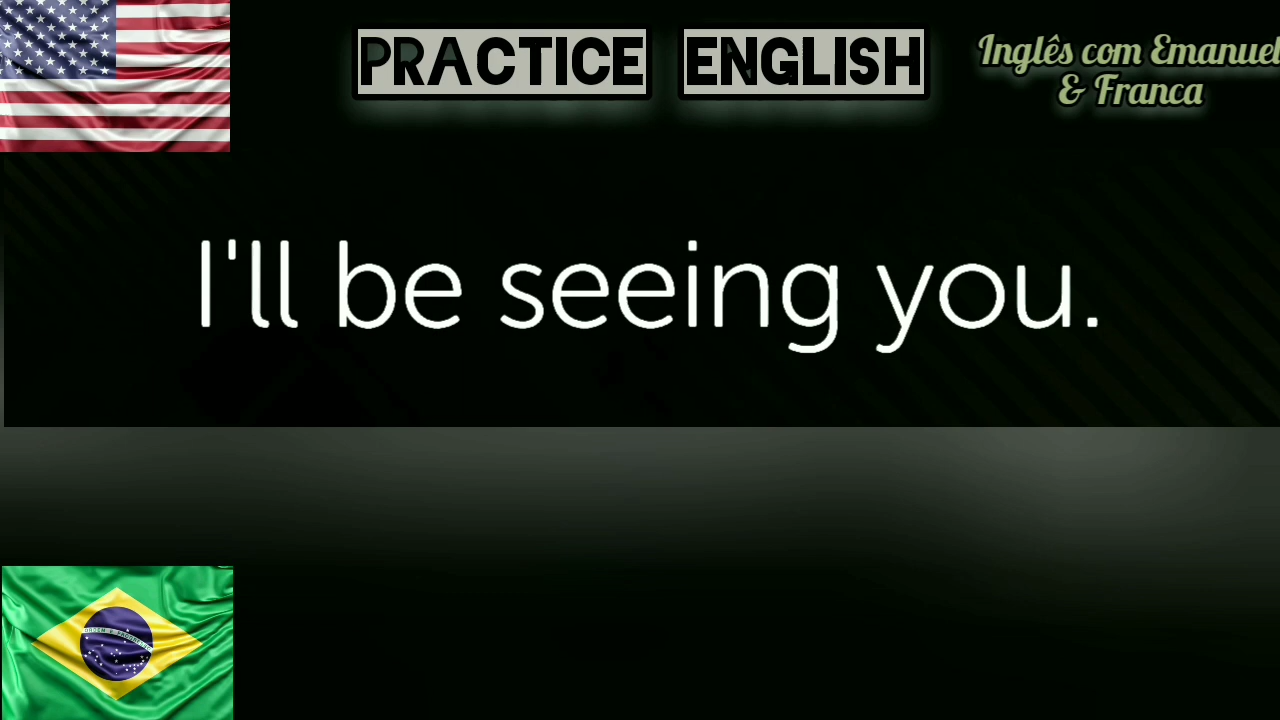 PRACTICE ENGLISH
Inglês com Emanuel
& Franca
I'll be seeing you.